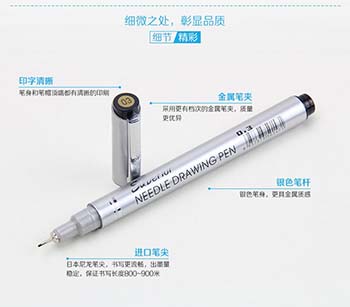 细微之处，彰显品质
细节 精彩
印字清晰
笔身和笔帽顶端都有清晰的印刷
03
金属笔夹
采用更有档次的金属笔夹，质量
更优异
0.3
Superior
NEEDLE DRAWING PEN
银色笔杆
银色笔身，更具金属质感
进口笔尖
日本尼龙笔尖，书写更流畅，出墨量
稳定，保证书写长度800-900米